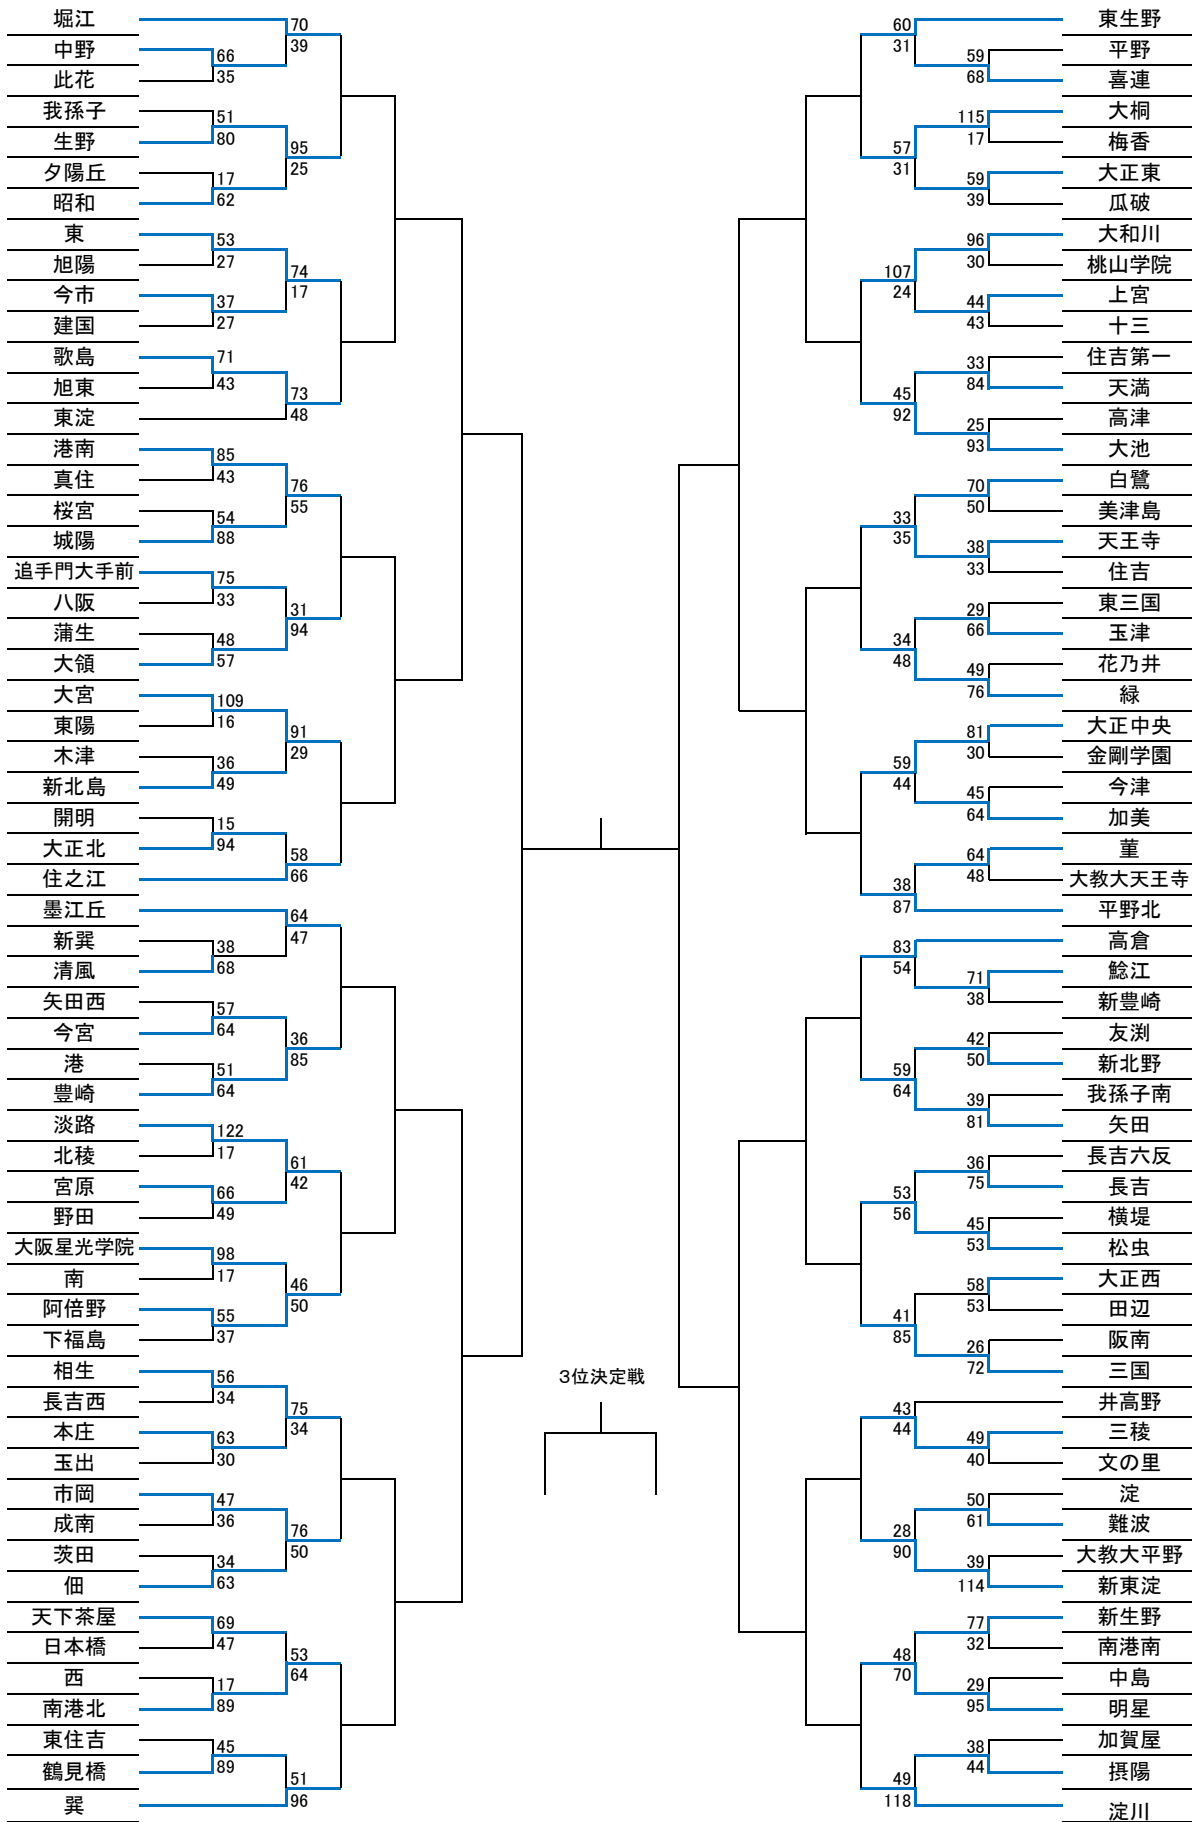 堀江
70
39
中野
66
35
此花
我孫子
51
80
生野
95
25
夕陽丘
17
62
昭和
東
53
27
旭陽
74
17
今市
37
27
建国
歌島
71
43
旭東
73
48
東淀
港南
85
43
真住
76
55
桜宮
54
88
城陽
追手門大手前
75
33
八阪
31
94
蒲生
48
57
大領
大宮
109
16
東陽
91
29
木津
36
49
新北島
開明
15
94
大正北
58
66
住之江
墨江丘
64
47
新巽
38
68
清風
矢田西
57
64
今宮
36
85
港
51
64
豊崎
淡路
122
17
北稜
61
42
宮原
66
49
野田
大阪星光学院
98
17
南
46
50
阿倍野
55
37
下福島
相生
56
34
長吉西
75
34
本庄
63
30
玉出
市岡
47
36
成南
76
50
茨田
34
63
佃
天下茶屋
69
47
日本橋
53
64
西
17
89
南港北
東住吉
45
89
鶴見橋
51
96
巽
3位決定戦
東生野
60
31
平野
59
68
喜連
大桐
115
17
梅香
57
31
大正東
59
39
瓜破
大和川
96
30
桃山学院
107
24
上宮
44
43
十三
住吉第一
33
84
天満
45
92
高津
25
93
大池
白鷺
70
50
美津島
33
35
天王寺
38
33
住吉
東三国
29
66
玉津
34
48
花乃井
49
76
緑
大正中央
81
30
金剛学園
59
44
今津
45
64
加美
菫
64
48
大教大天王寺
38
87
平野北
高倉
83
54
鯰江
71
38
新豊崎
友渕
42
50
新北野
59
64
我孫子南
39
81
矢田
長吉六反
36
75
長吉
53
56
横堤
45
53
松虫
大正西
58
53
田辺
41
85
阪南
26
72
三国
井高野
43
44
三稜
49
40
文の里
淀
50
61
難波
28
90
大教大平野
39
114
新東淀
新生野
77
32
南港南
48
70
中島
29
95
明星
加賀屋
38
44
摂陽
49
118
淀川